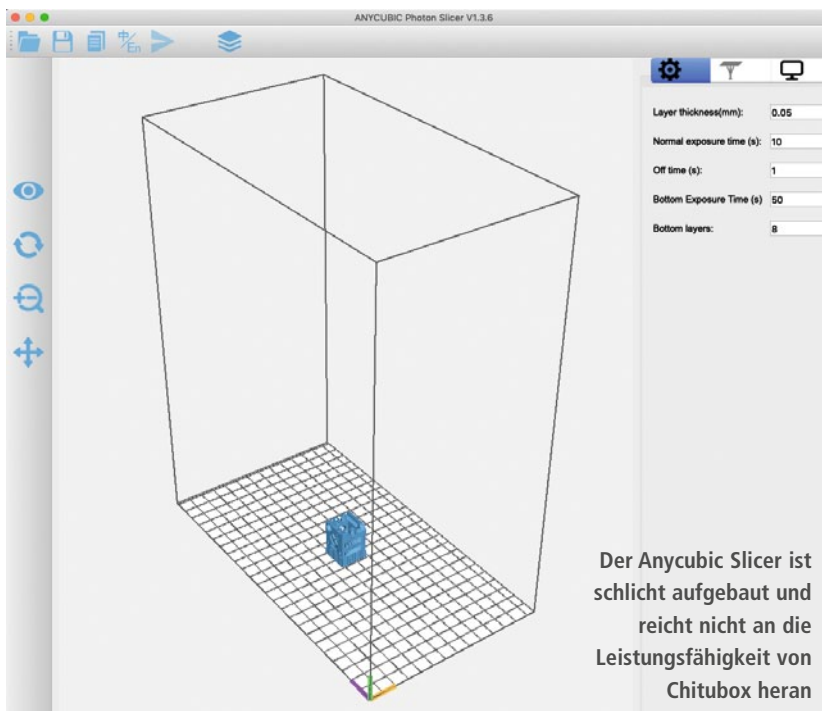 ANYCUBIC Photon Slicer V1.3.6
中/En
Layer thickness(mm): 0.05
Normal exposure time (s): 10
Off time (s): 1
Bottom Exposure Time (s) 50
Bottom layers: 8
Der Anycubic Slicer ist
schlicht aufgebaut und
reicht nicht an die
Leistungsfähigkeit von
Chitubox heran